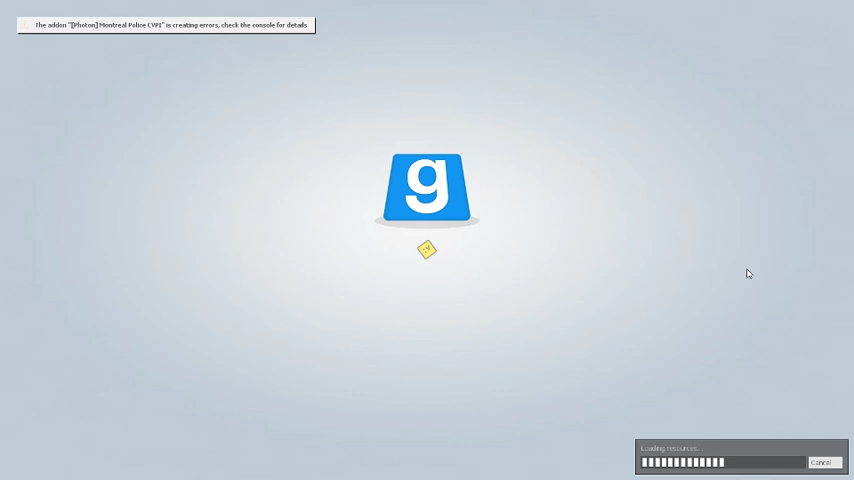 The addon "[Photon] Montreal Police CVPI" is creating errors, check the console for details
g
:V
Loading resources...
Cancel